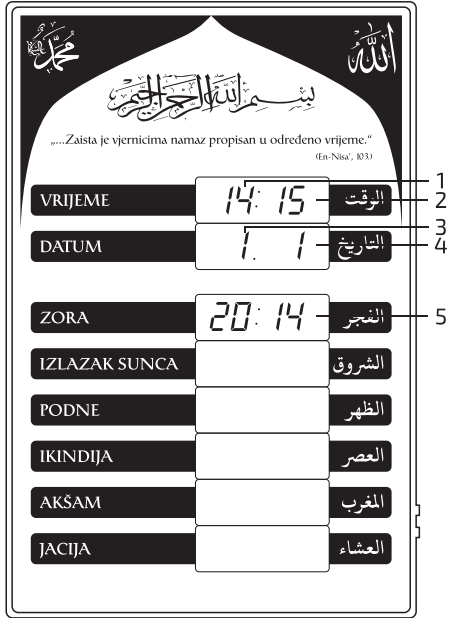 محمد
الله
بسم الله الرحمن الرحيم
„...Zaista je vjernicima namaz propisan u određeno vrijeme.“
(En-Nisa', 103.)
VRIJEME 14:15 الوقت
1
2
DATUM 1. 1 التاريخ
3
4
ZORA 20:14 الفجر 5
IZLAZAK SUNCA الشروق
PODNE الظهر
IKINDIJA العصر
AKŠAM المغرب
JACIJA العشاء